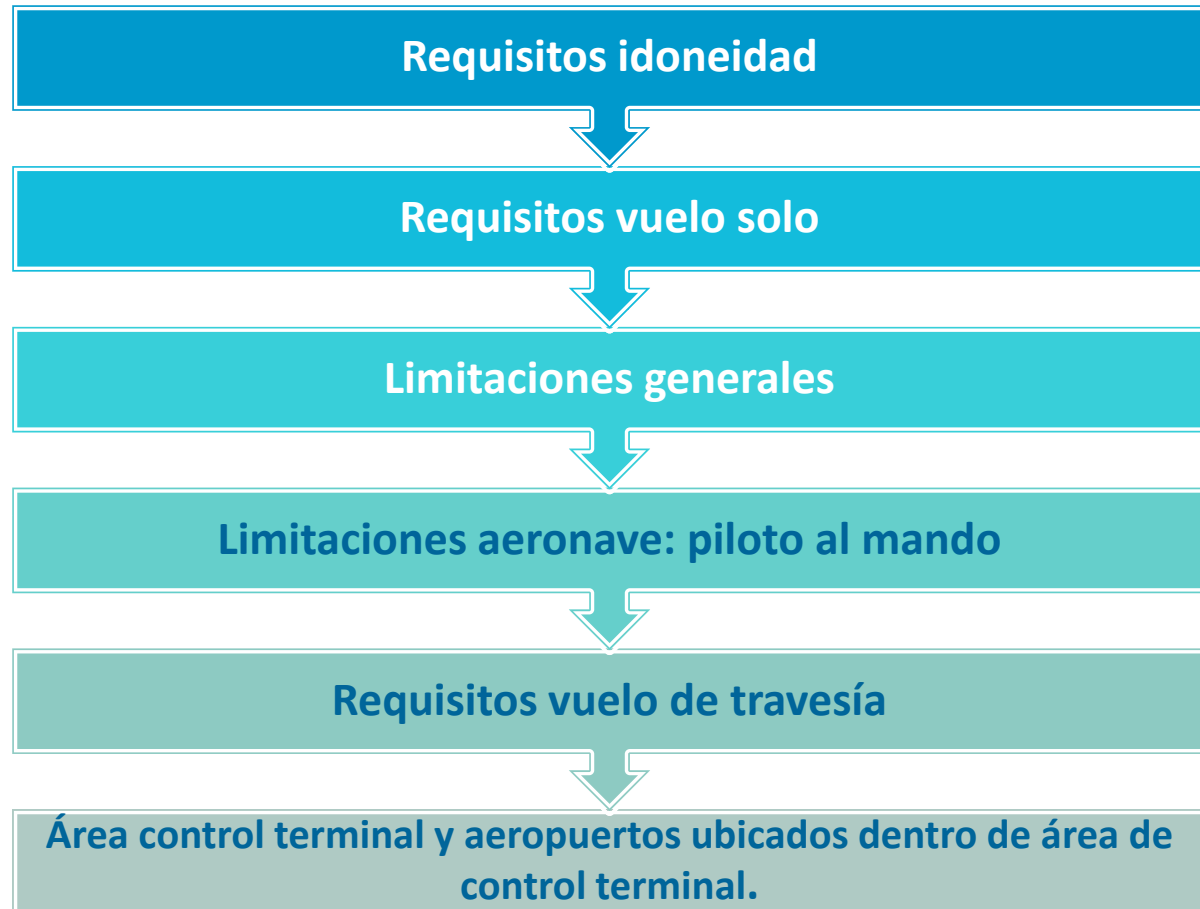 Requisitos idoneidad
Requisitos vuelo solo
Limitaciones generales
Limitaciones aeronave: piloto al mando
Requisitos vuelo de travesía
Área control terminal y aeropuertos ubicados dentro de área de
control terminal.